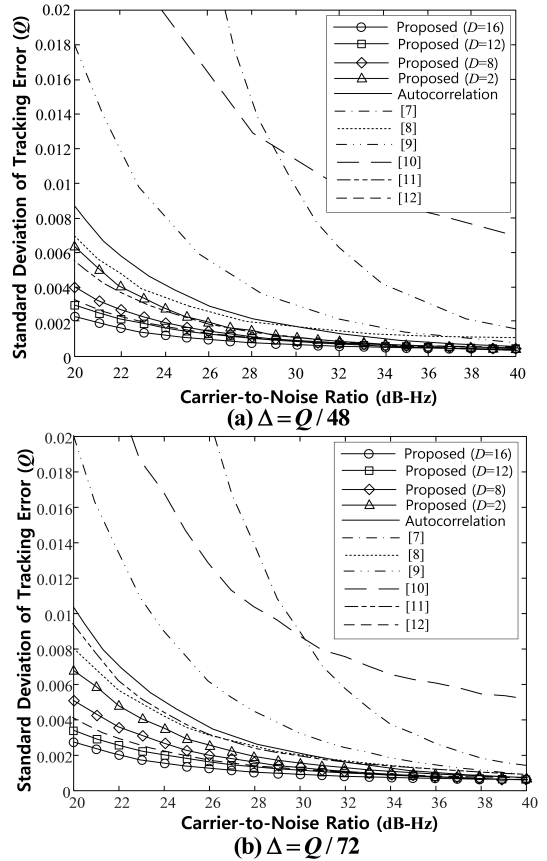 Standard Deviation of Tracking Error (Q)
0.02
0.018
0.016
0.014
0.012
0.01
0.008
0.006
0.004
0.002
0
Proposed (D=16)
Proposed (D=12)
Proposed (D=8)
Proposed (D=2)
Autocorrelation
[7]
[8]
[9]
[10]
[11]
[12]
20 22 24 26 28 30 32 34 36 38 40
Carrier-to-Noise Ratio (dB-Hz)
(a) Δ = Q / 48
Standard Deviation of Tracking Error (Q)
0.02
0.018
0.016
0.014
0.012
0.01
0.008
0.006
0.004
0.002
0
Proposed (D=16)
Proposed (D=12)
Proposed (D=8)
Proposed (D=2)
Autocorrelation
[7]
[8]
[9]
[10]
[11]
[12]
20 22 24 26 28 30 32 34 36 38 40
Carrier-to-Noise Ratio (dB-Hz)
(b) Δ = Q / 72